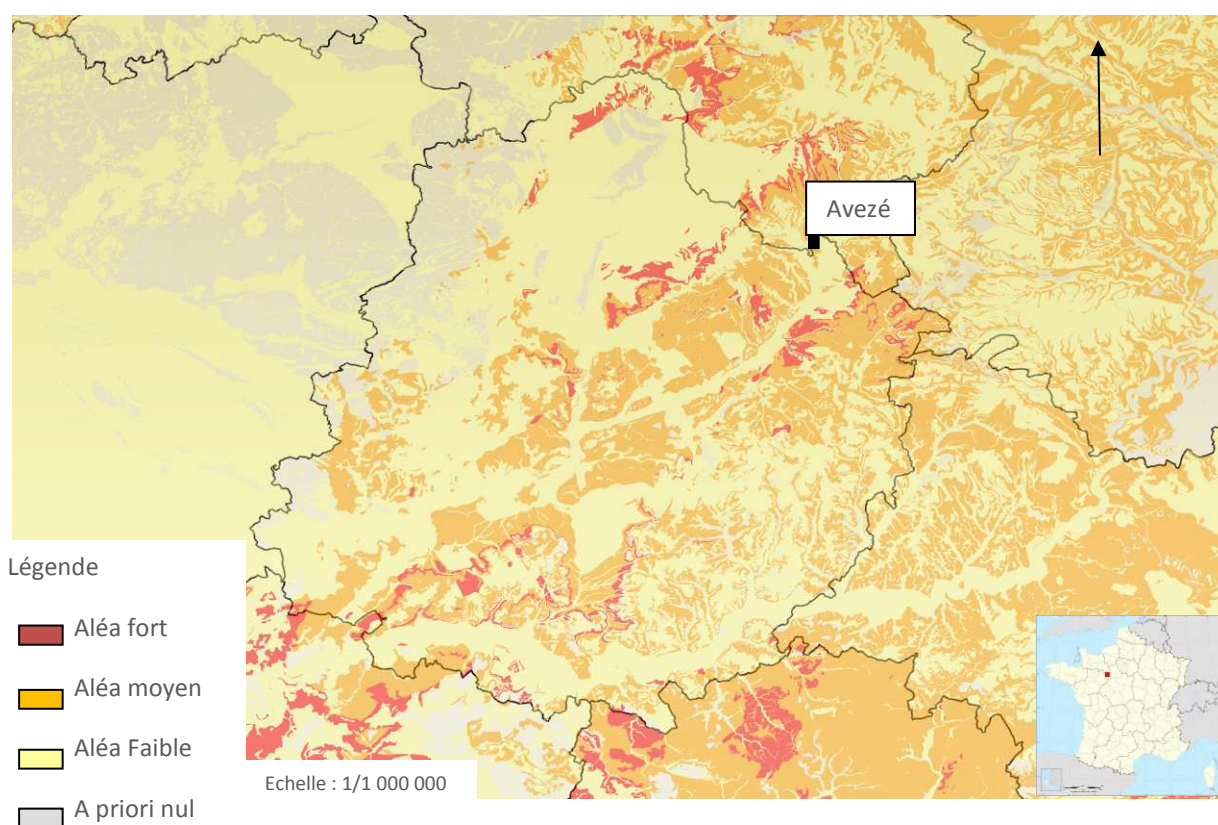 Avezé
Légende
Aléa fort
Aléa moyen
Aléa Faible
A priori nul
Echelle : 1/1 000 000